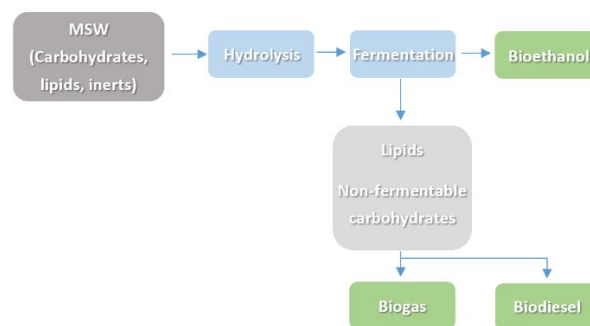 MSW
(Carbohydrates,
lipids, inerts)
Hydrolysis
Fermentation
Bioethanol
Lipids
Non-fermentable
carbohydrates
Biogas
Biodiesel